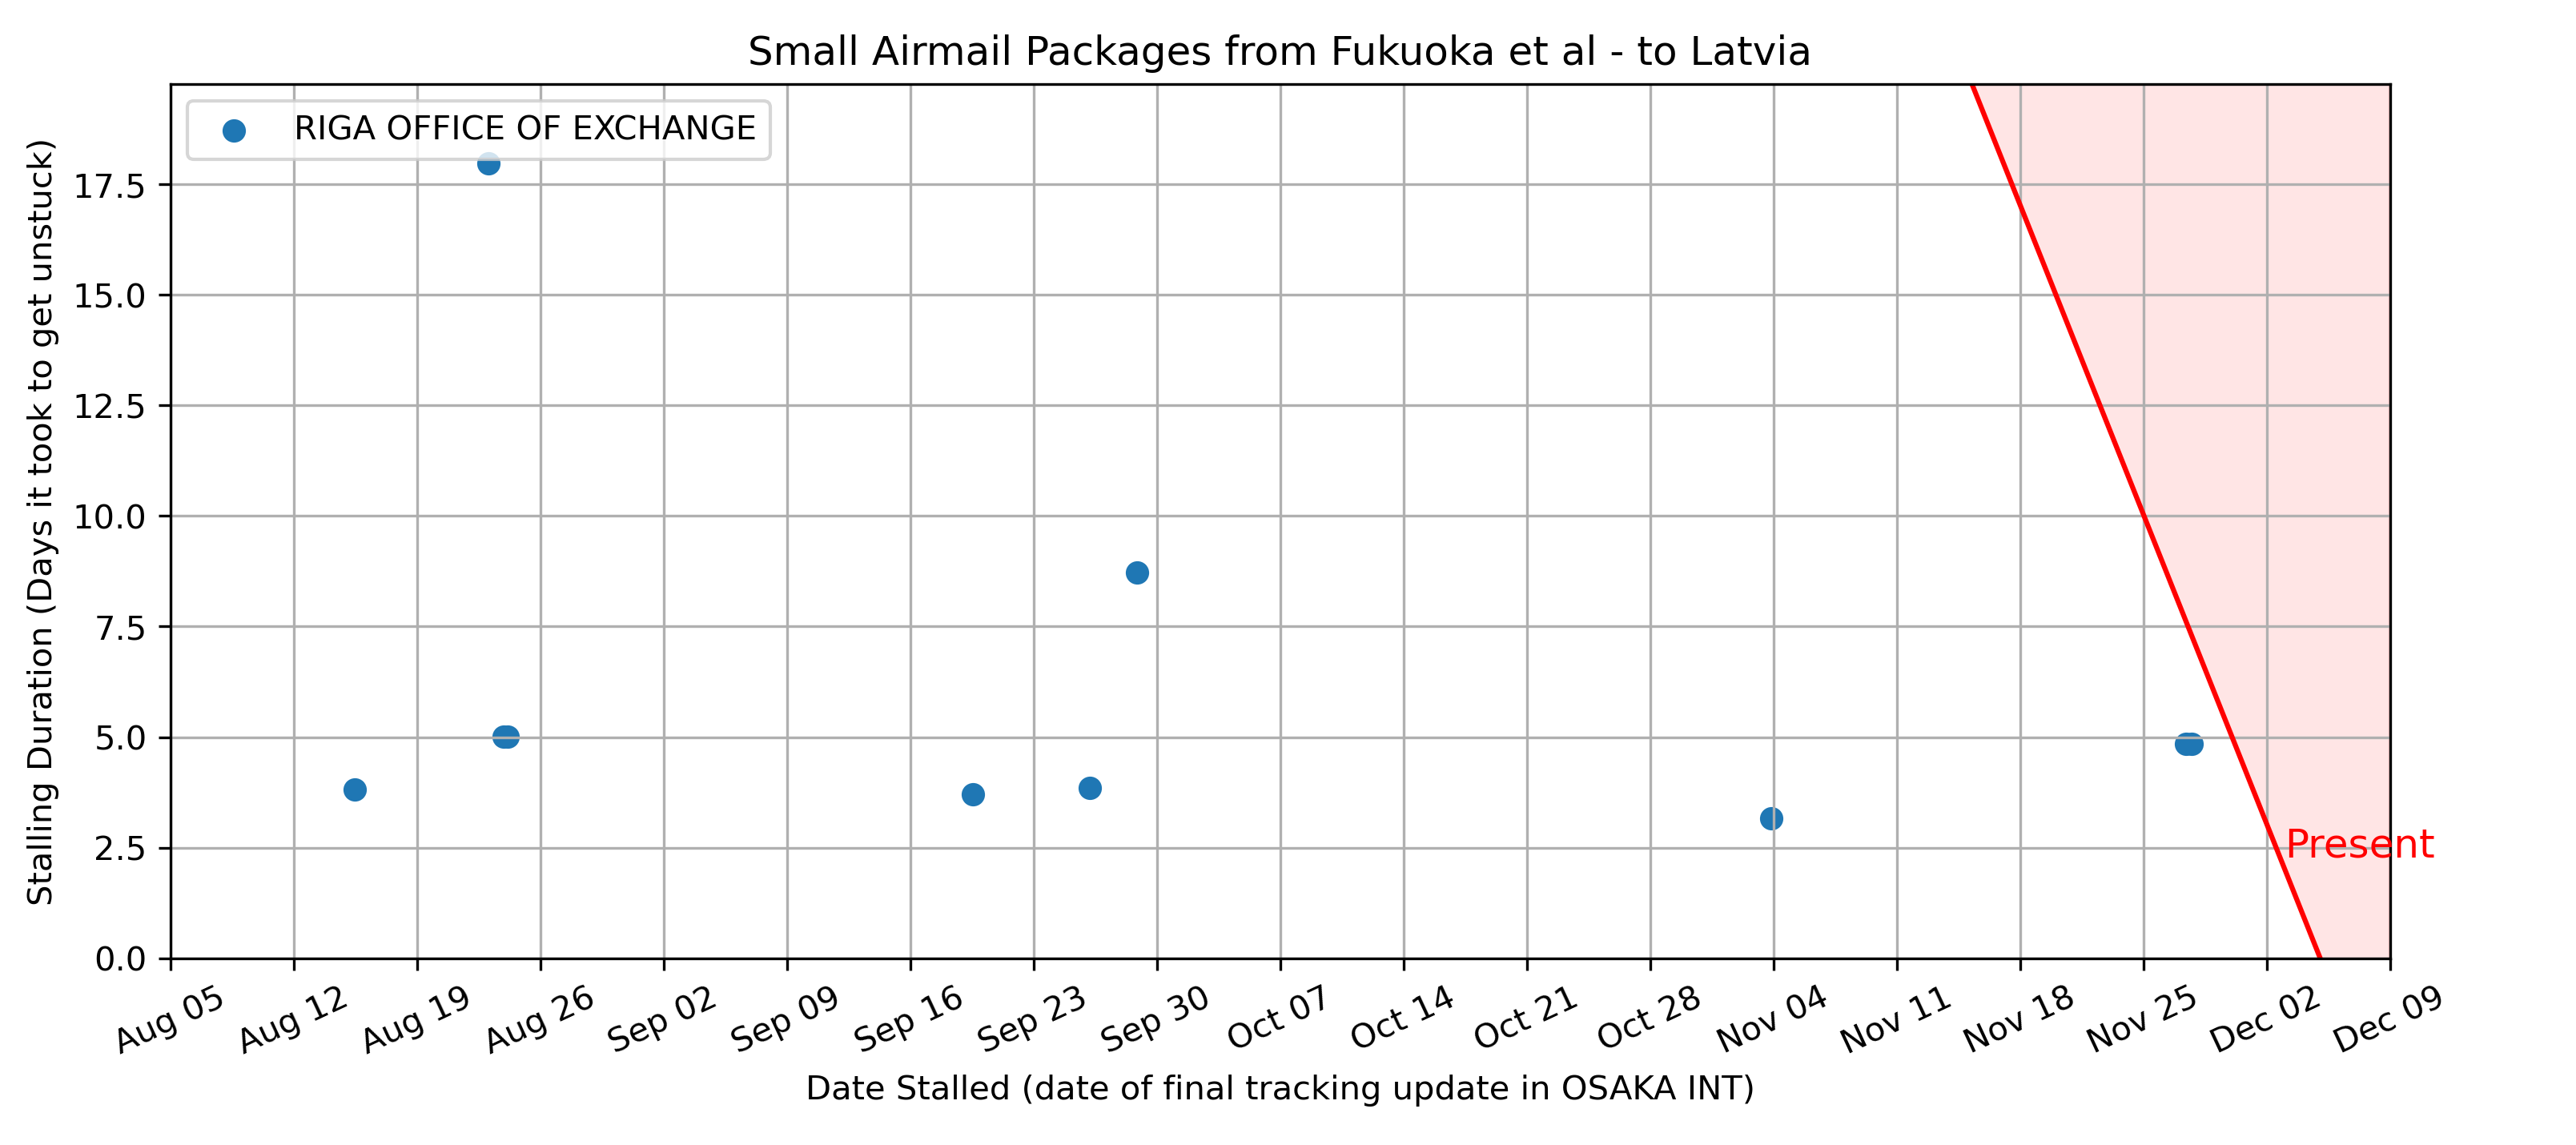 Small Airmail Packages from Fukuoka et al - to Latvia
RIGA OFFICE OF EXCHANGE
Stalling Duration (Days it took to get unstuck)
17.5
15.0
12.5
10.0
7.5
5.0
2.5
0.0
Present
Aug 05
Aug 12
Aug 19
Aug 26
Sep 02
Sep 09
Sep 16
Sep 23
Sep 30
Oct 07
Oct 14
Oct 21
Oct 28
Nov 04
Nov 11
Nov 18
Nov 25
Dec 02
Dec 09
Date Stalled (date of final tracking update in OSAKA INT)